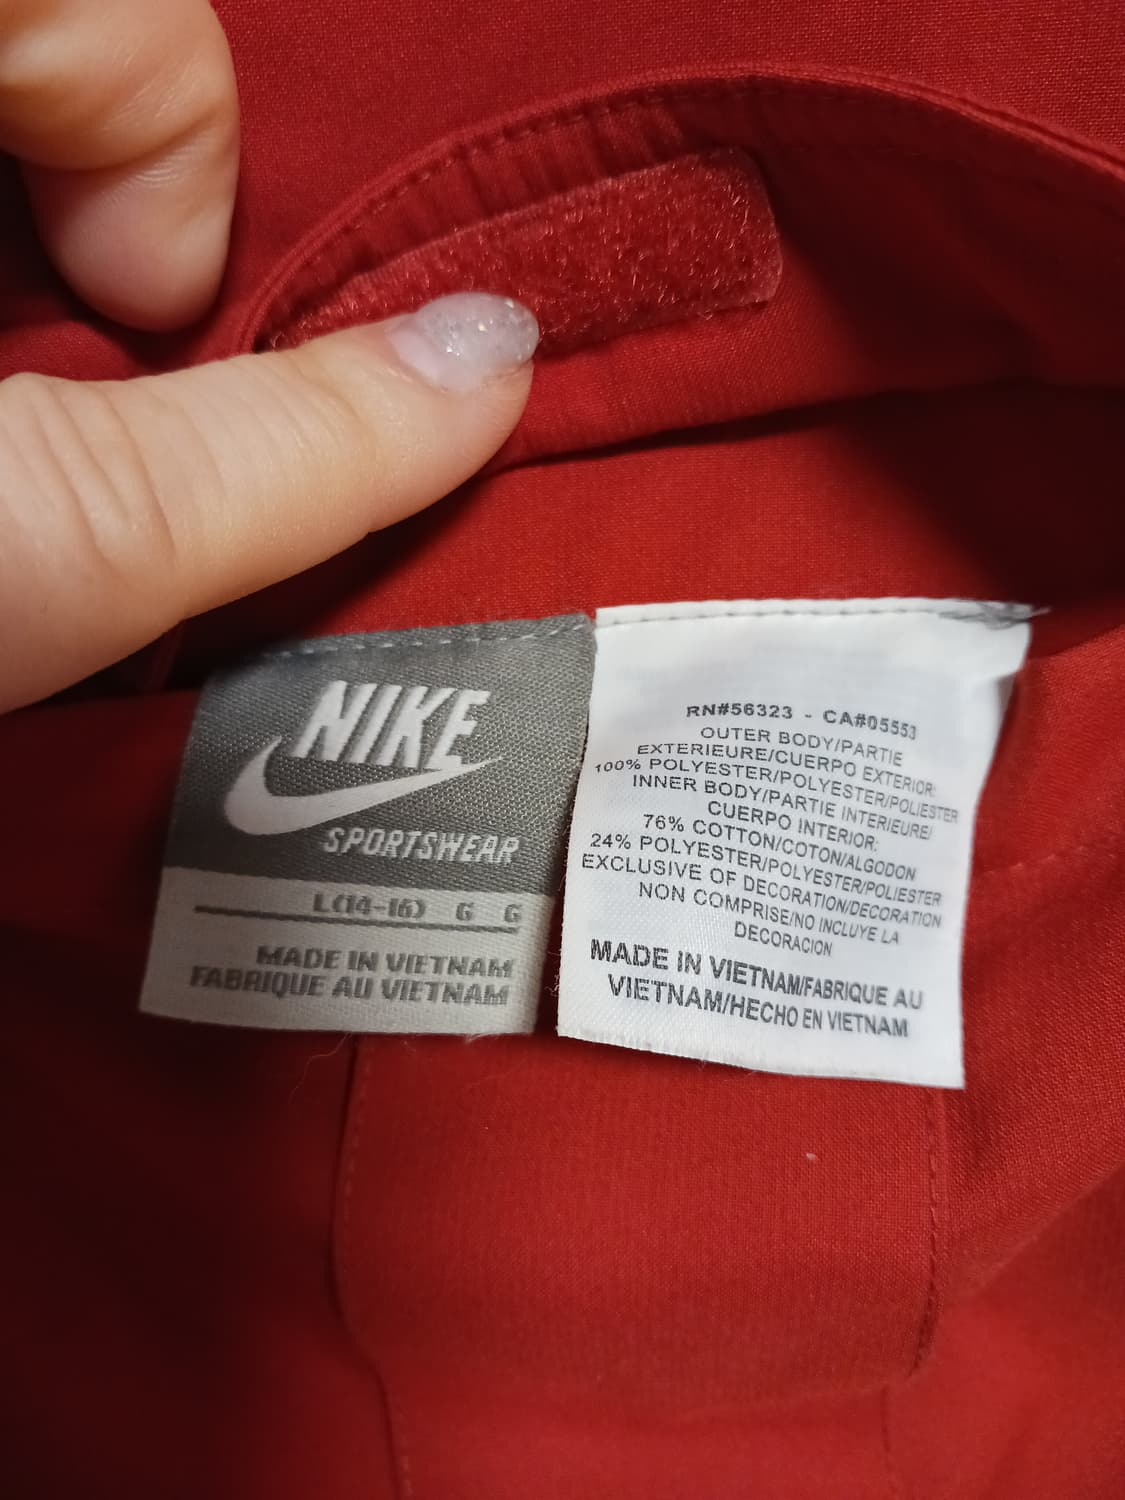 NIKE
SPORTSWEAR
L(14-16) G G
MADE IN VIETNAM
FABRIQUE AU VIETNAM
RN#56323 - CA#05553
OUTER BODY/PARTIE
EXTERIEURE/CUERPO EXTERIOR:
100% POLYESTER/POLYESTER/POLIESTER
INNER BODY/PARTIE INTERIEURE/
CUERPO INTERIOR:
76% COTTON/COTON/ALGODON
24% POLYESTER/POLYESTER/POLIESTER
EXCLUSIVE OF DECORATION/DECORATION
NON COMPRISE/NO INCLUYE LA
DECORACION
MADE IN VIETNAM/FABRIQUE AU
VIETNAM/HECHO EN VIETNAM